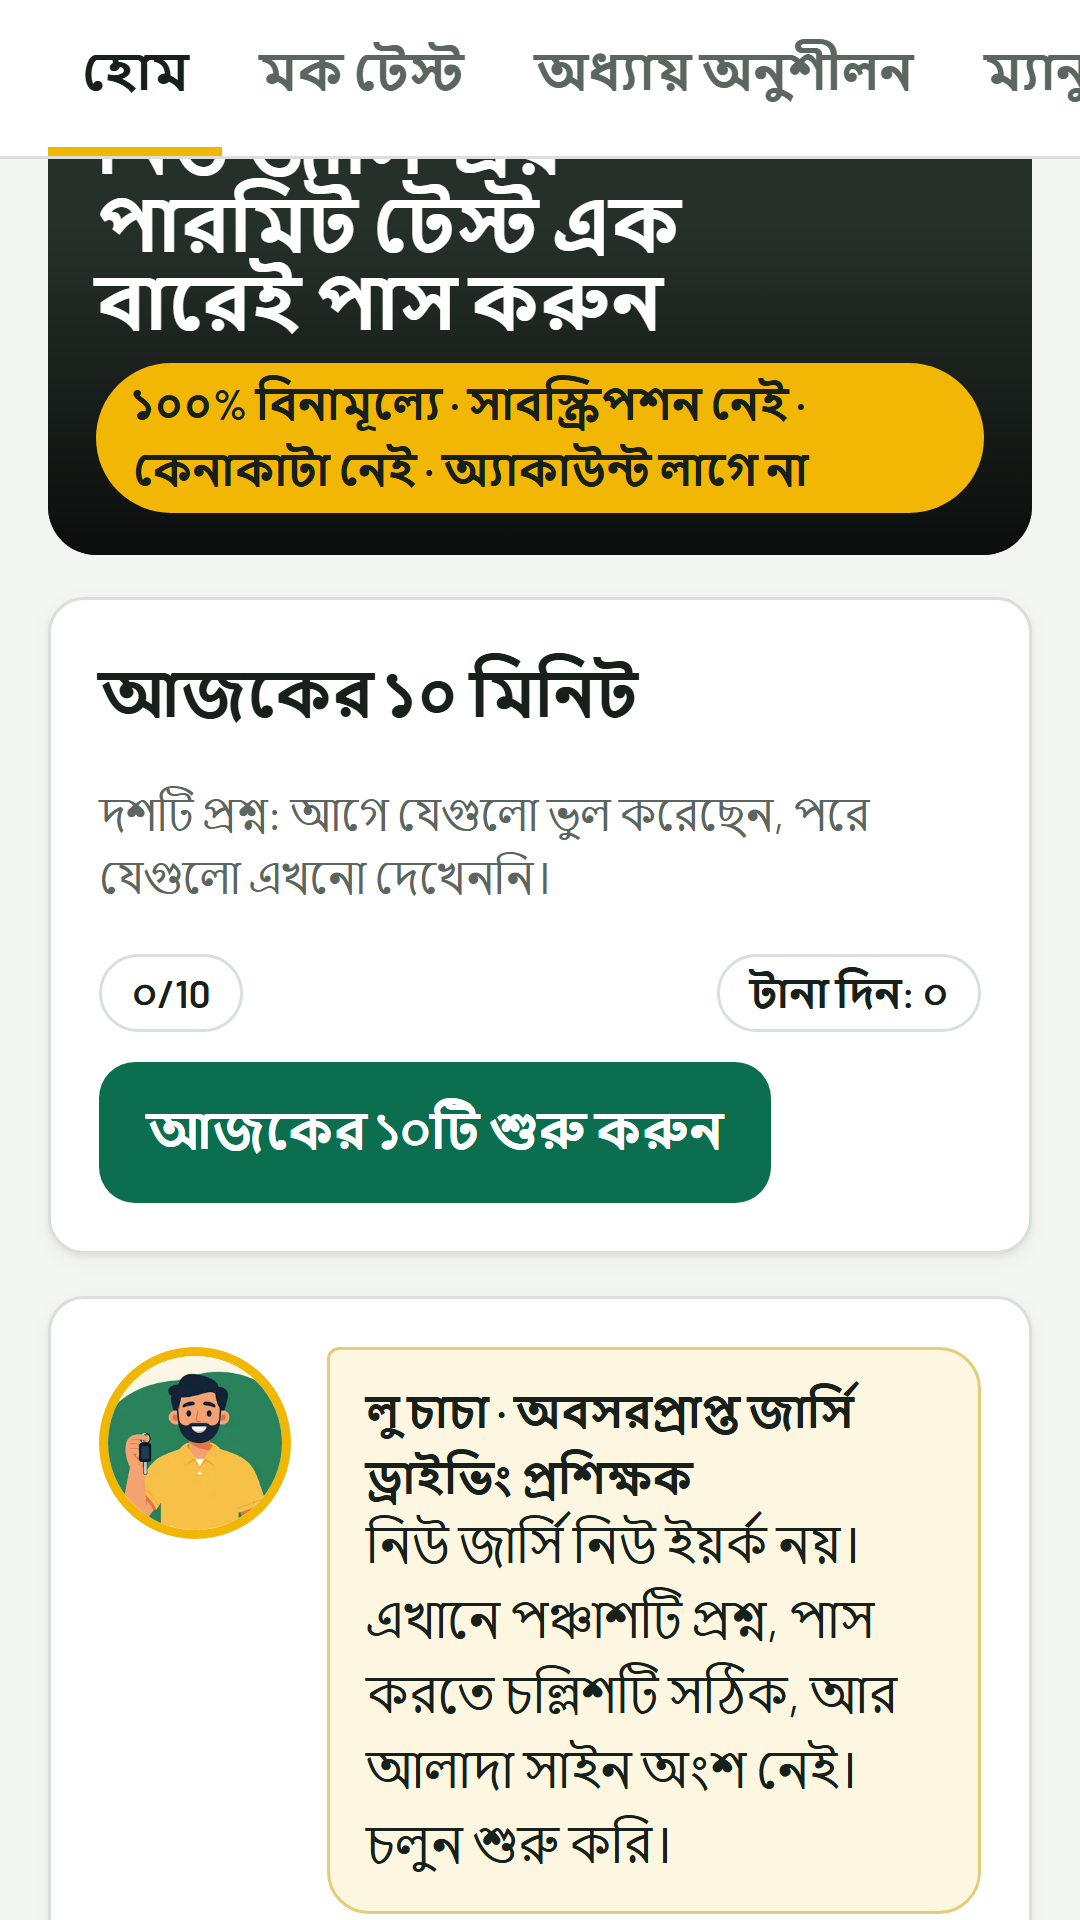 হোম মক টেস্ট অধ্যায় অনুশীলন
পারমিট টেস্ট এক
বারেই পাস করুন
১০০% বিনামূল্যে · সাবস্ক্রিপশন নেই ·
কেনাকাটা নেই · অ্যাকাউন্ট লাগে না
আজকের ১০ মিনিট
দশটি প্রশ্ন: আগে যেগুলো ভুল করেছেন, পরে
যেগুলো এখনো দেখেননি।
০/10
টানা দিন: ০
আজকের ১০টি শুরু করুন
লু চাচা · অবসরপ্রাপ্ত জার্সি
ড্রাইভিং প্রশিক্ষক
নিউ জার্সি নিউ ইয়র্ক নয়।
এখানে পঞ্চাশটি প্রশ্ন, পাস
করতে চল্লিশটি সঠিক, আর
আলাদা সাইন অংশ নেই।
চলুন শুরু করি।